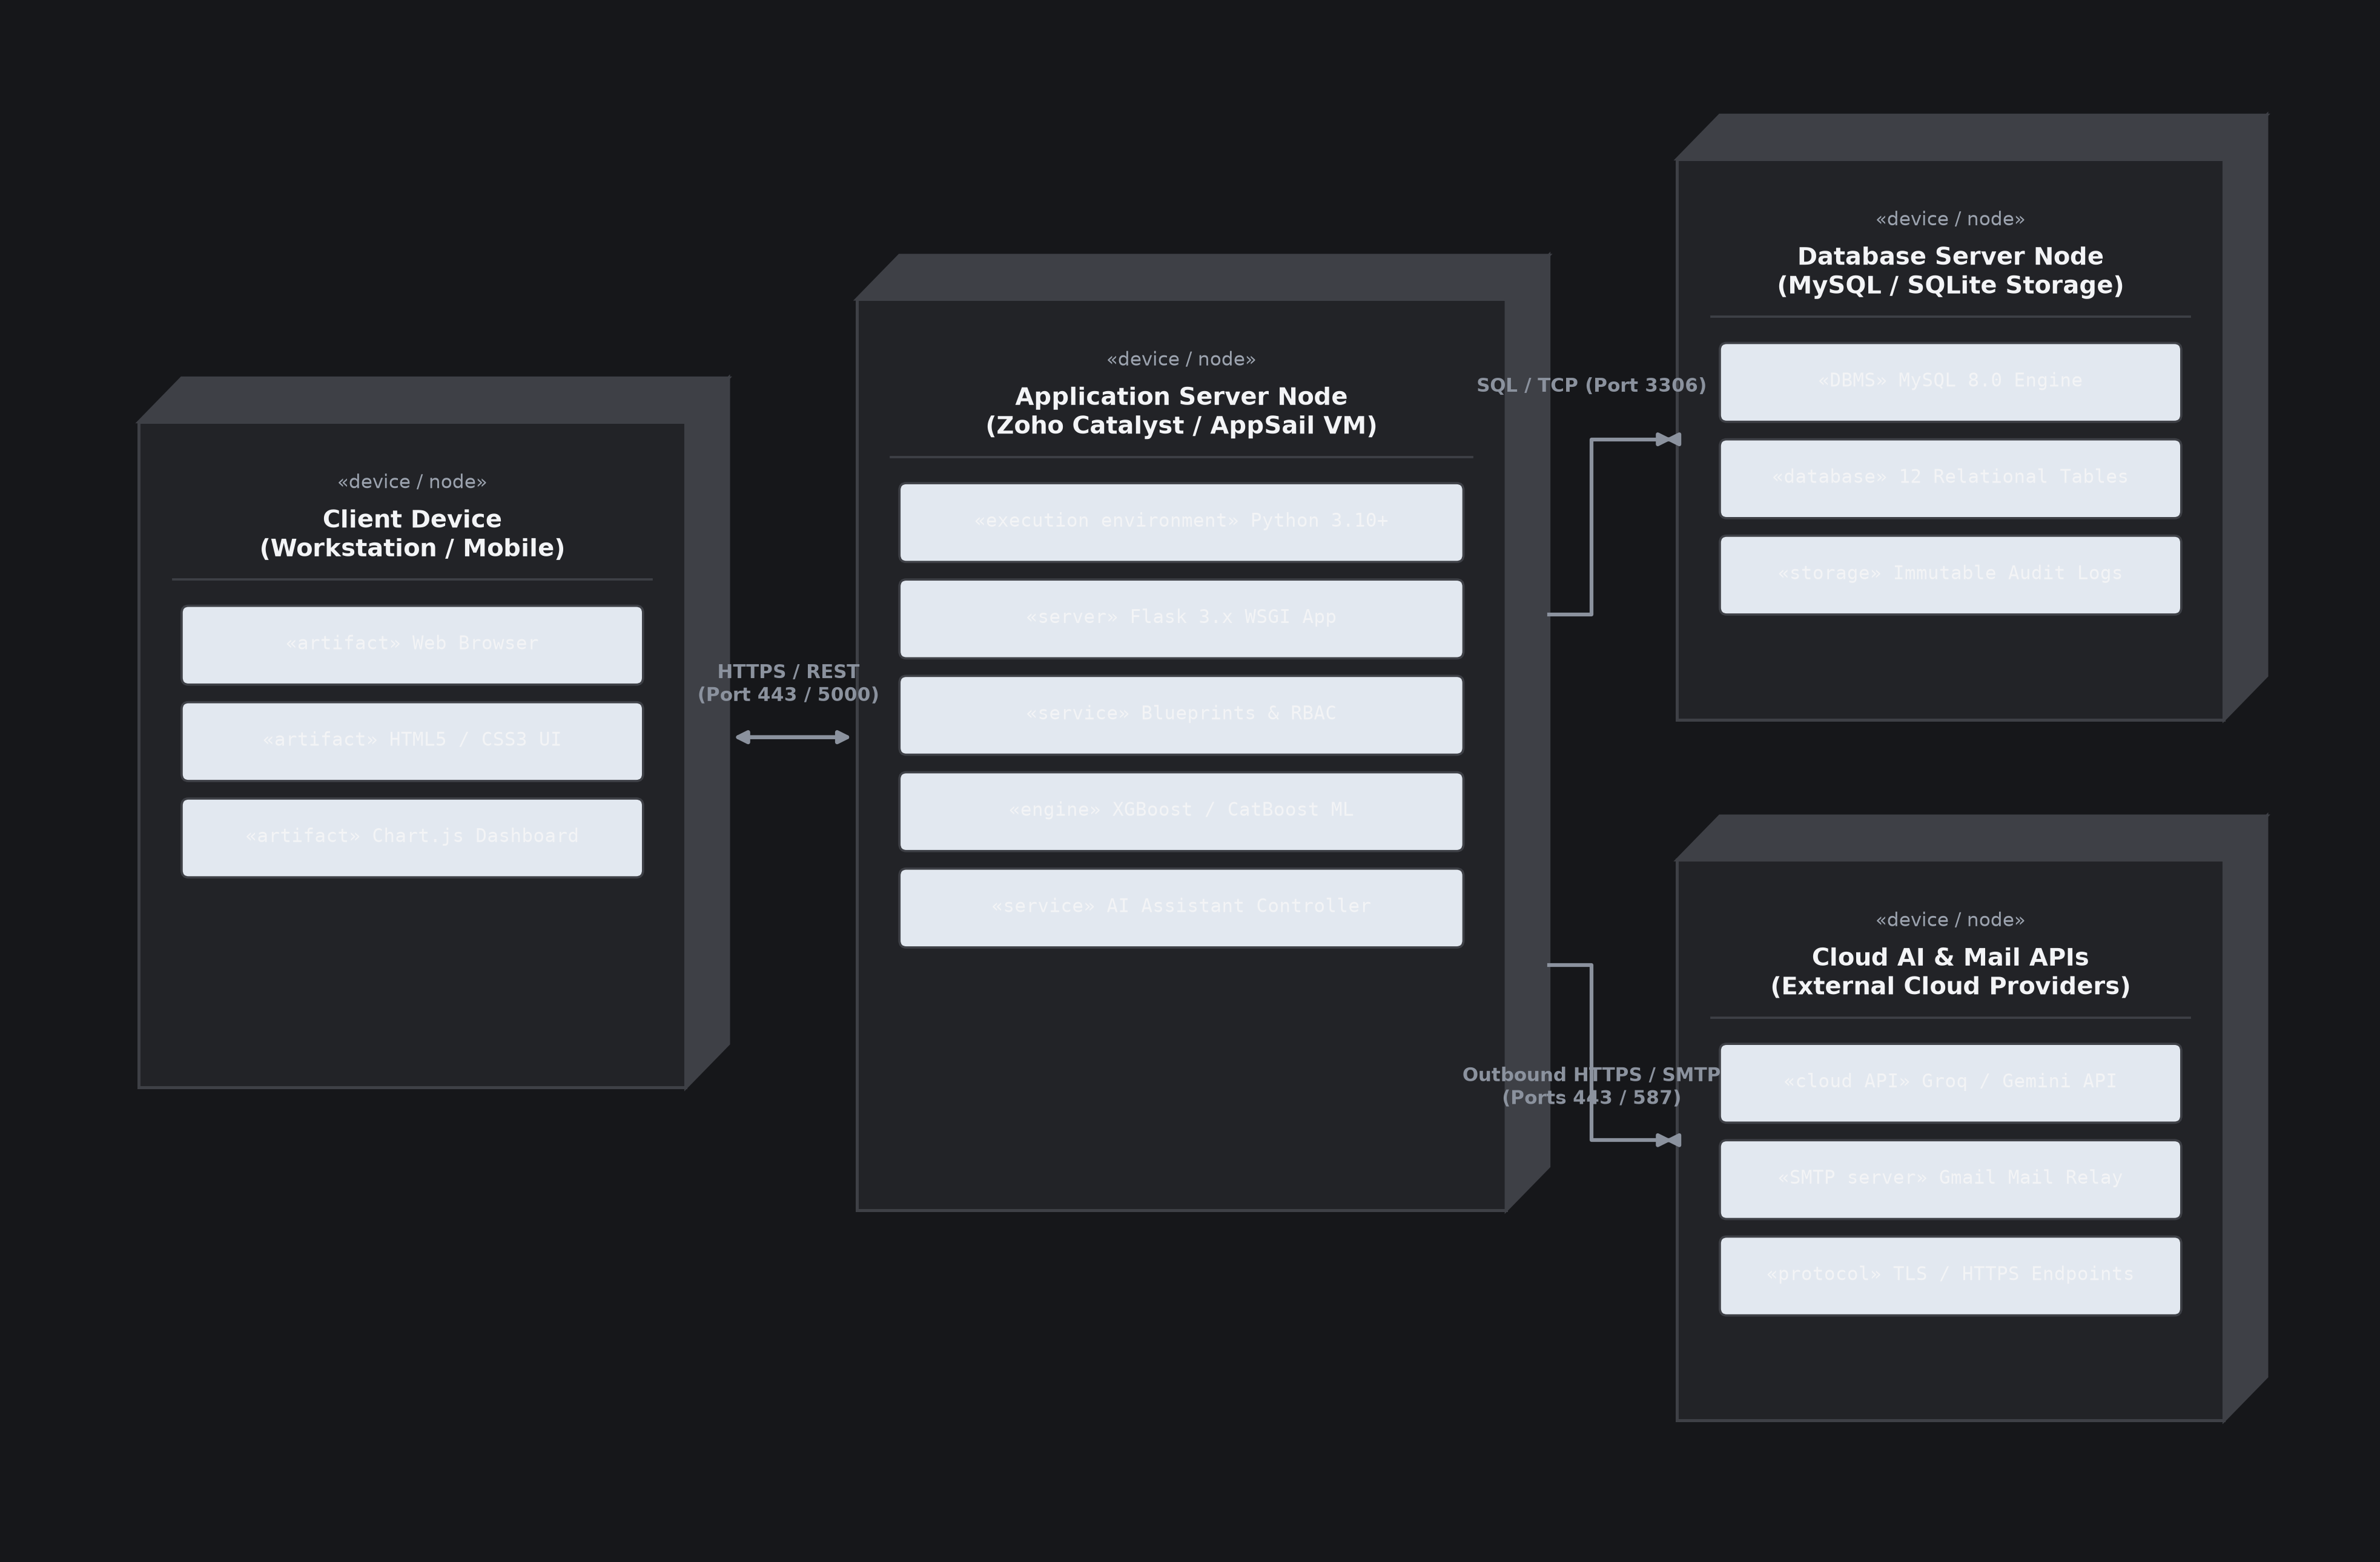 «device / node»
Client Device
(Workstation / Mobile)
«artifact» Web Browser
«artifact» HTML5 / CSS3 UI
«artifact» Chart.js Dashboard
HTTPS / REST
(Port 443 / 5000)
«device / node»
Application Server Node
(Zoho Catalyst / AppSail VM)
«execution environment» Python 3.10+
«server» Flask 3.x WSGI App
«service» Blueprints & RBAC
«engine» XGBoost / CatBoost ML
«service» AI Assistant Controller
SQL / TCP (Port 3306)
«device / node»
Database Server Node
(MySQL / SQLite Storage)
«DBMS» MySQL 8.0 Engine
«database» 12 Relational Tables
«storage» Immutable Audit Logs
Outbound HTTPS / SMTP
(Ports 443 / 587)
«device / node»
Cloud AI & Mail APIs
(External Cloud Providers)
«cloud API» Groq / Gemini API
«SMTP server» Gmail Mail Relay
«protocol» TLS / HTTPS Endpoints